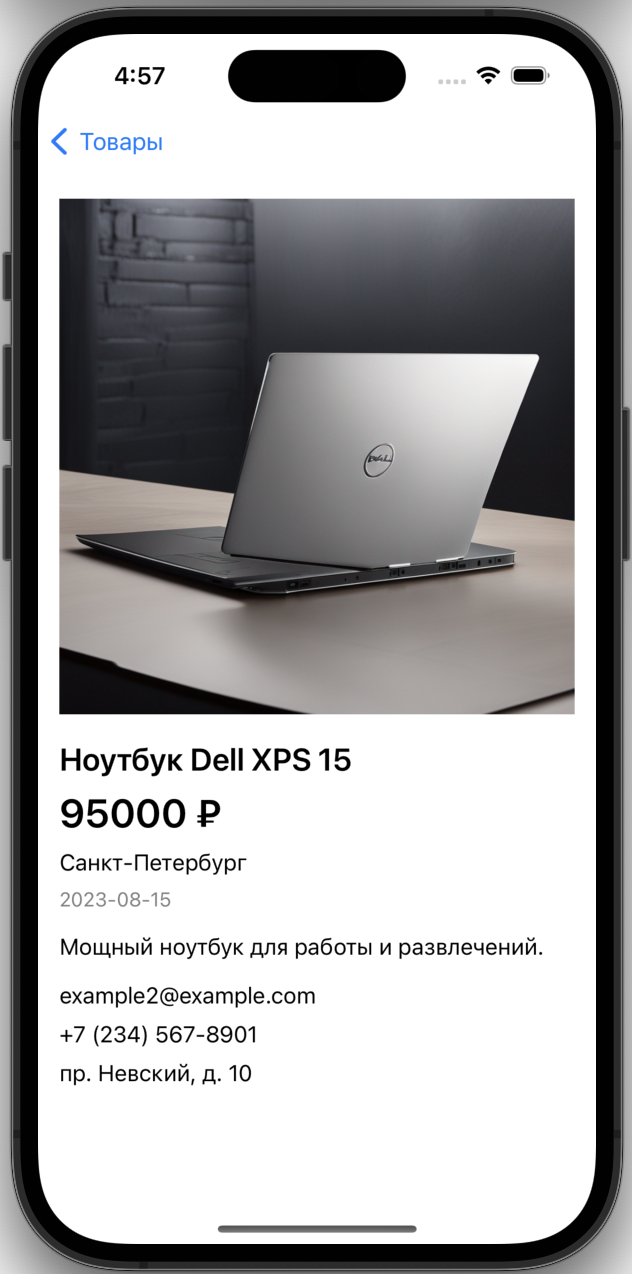 4:57
Товары
DELL
Ноутбук Dell XPS 15
95000 ₽
Санкт-Петербург
2023-08-15
Мощный ноутбук для работы и развлечений.
example2@example.com
+7 (234) 567-8901
пр. Невский, д. 10